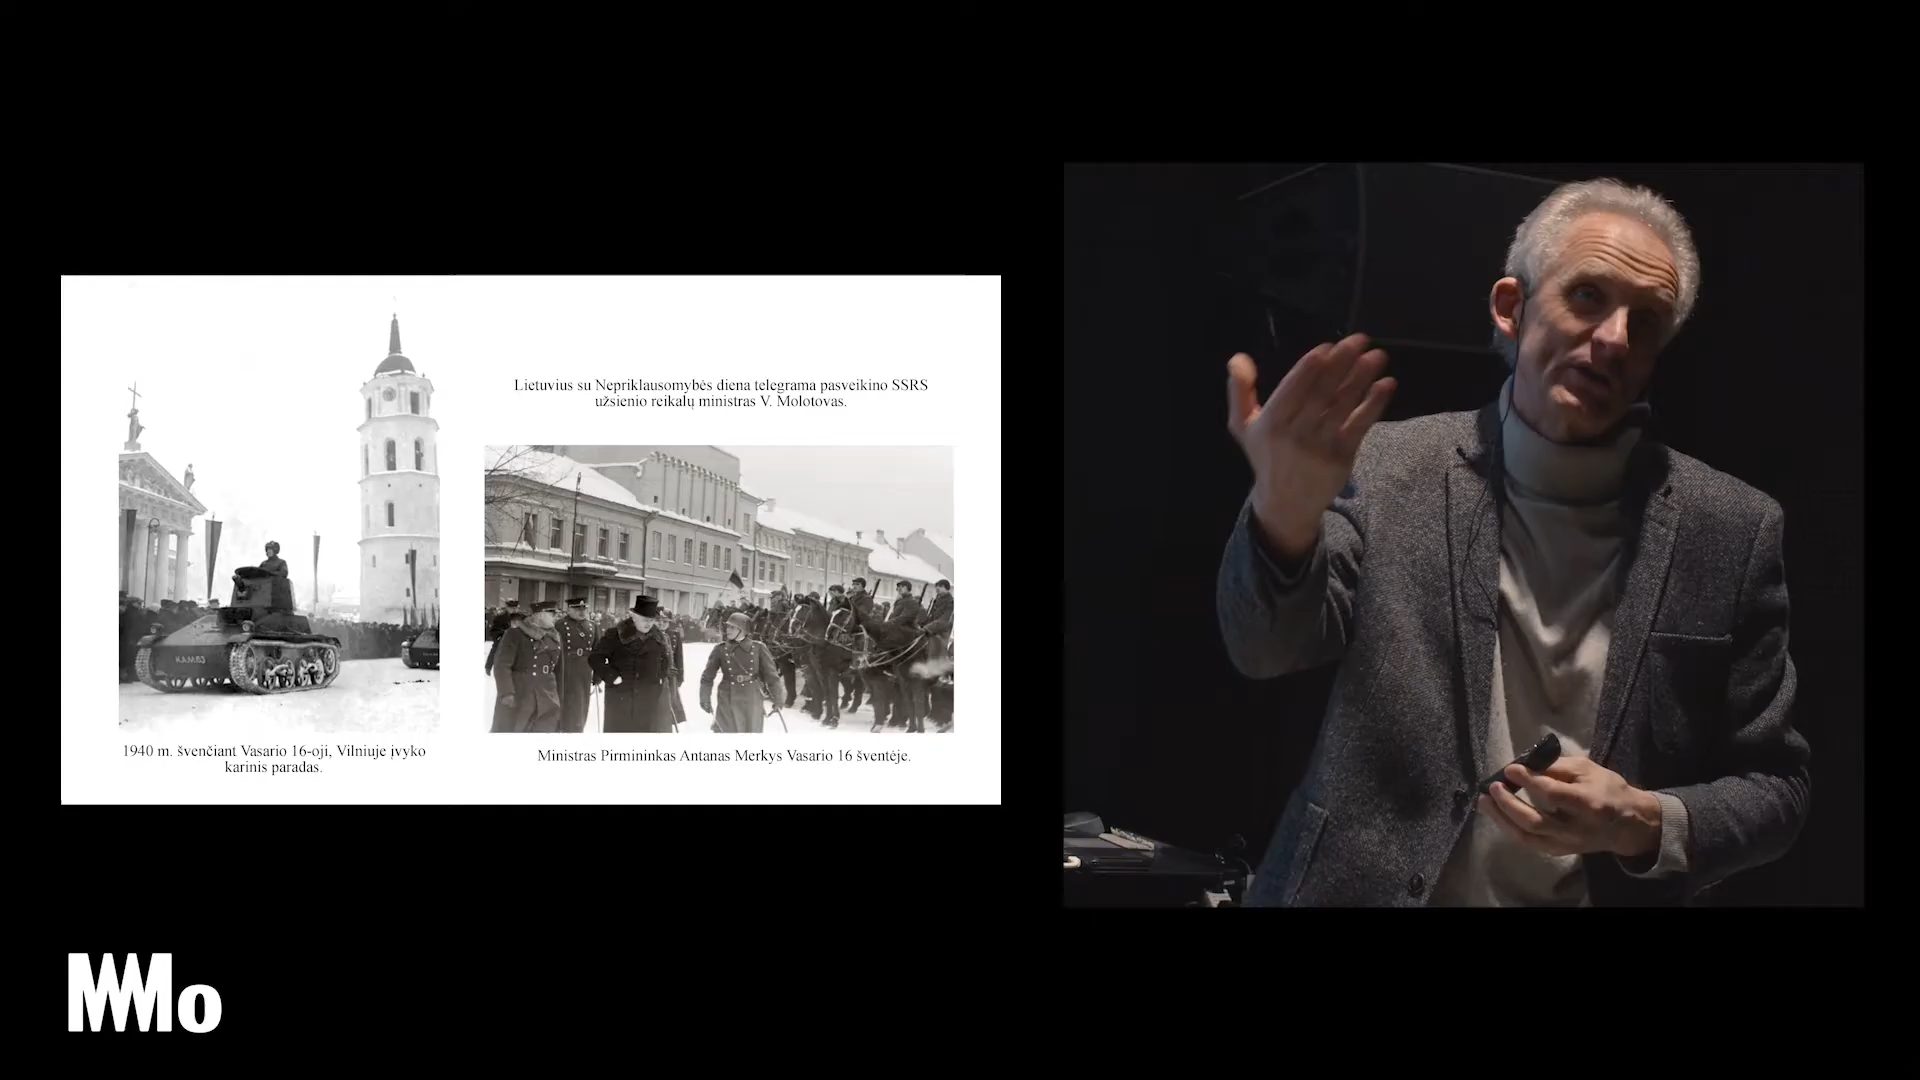 Lietuvius su Nepriklausomybės diena telegrama pasveikino SSRS
užsienio reikalų ministras V. Molotovas.
K.A.M.53
1940 m. švenčiant Vasario 16-oji, Vilniuje įvyko
karinis paradas.
Ministras Pirmininkas Antanas Merkys Vasario 16 šventėje.
MMo